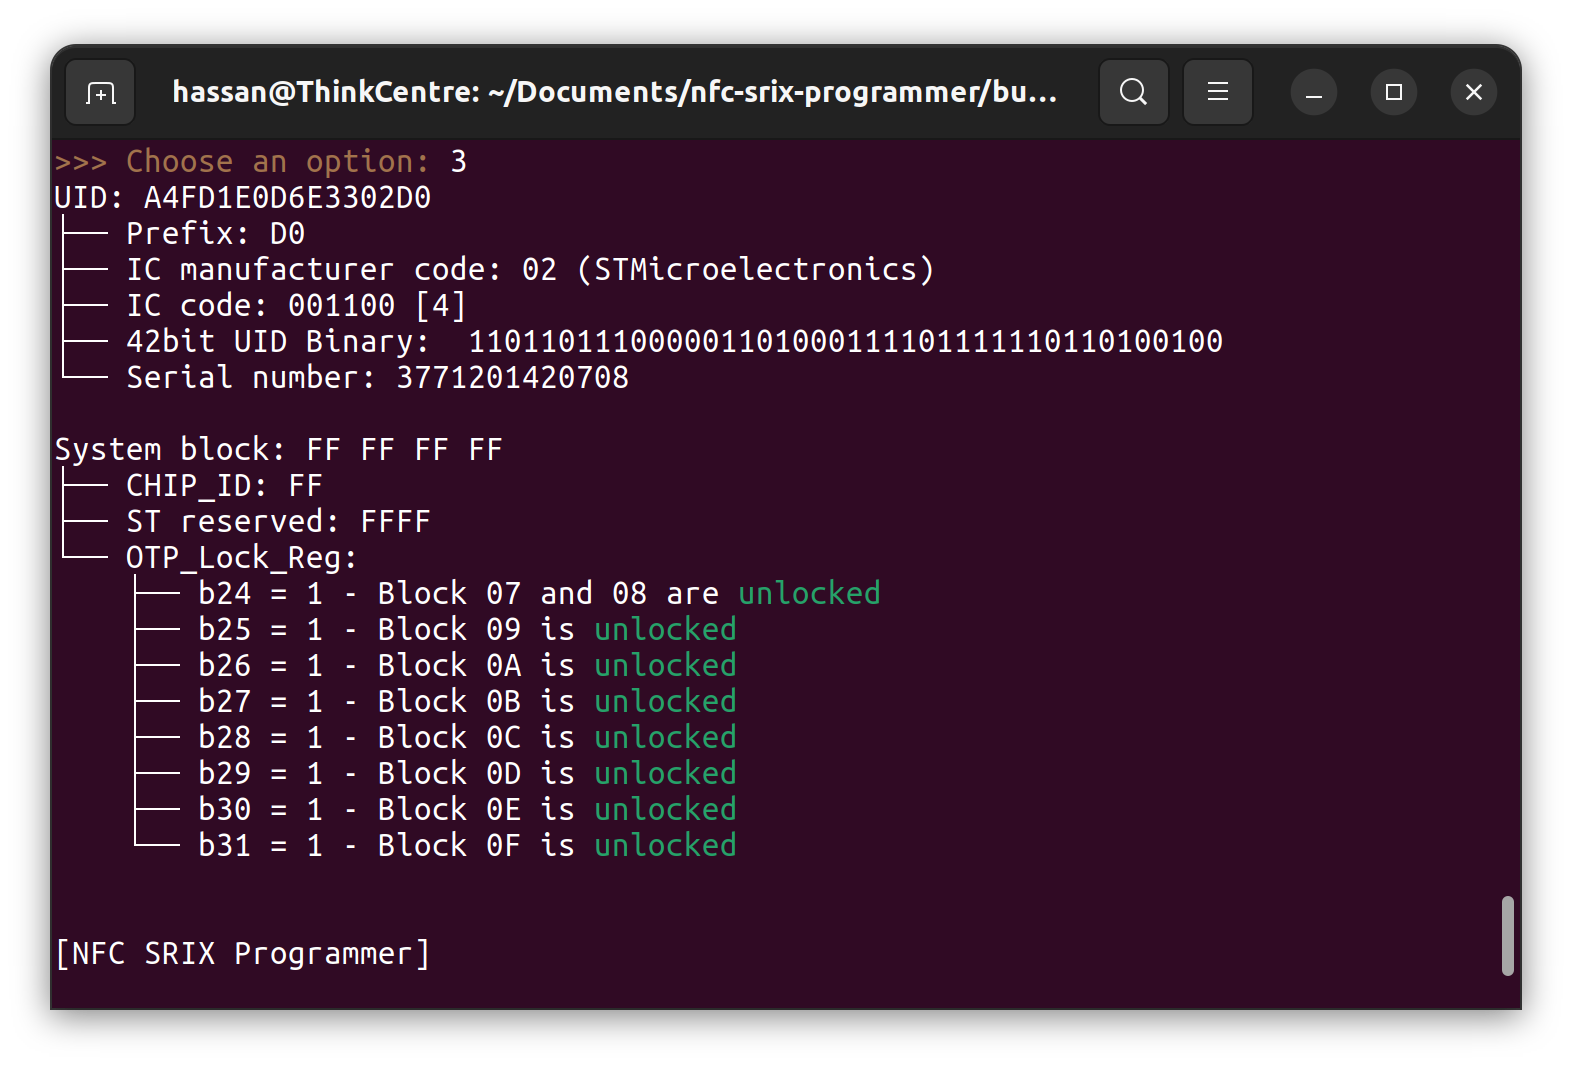 hassan@ThinkCentre: ~/Documents/nfc-srix-programmer/bu...
>>> Choose an option: 3
UID: A4FD1E0D6E3302D0
Prefix: D0
IC manufacturer code: 02 (STMicroelectronics)
IC code: 001100 [4]
42bit UID Binary:  110110111000001101000111101111110110100100
Serial number: 3771201420708
System block: FF FF FF FF
CHIP_ID: FF
ST reserved: FFFF
OTP_Lock_Reg:
b24 = 1 - Block 07 and 08 are unlocked
b25 = 1 - Block 09 is unlocked
b26 = 1 - Block 0A is unlocked
b27 = 1 - Block 0B is unlocked
b28 = 1 - Block 0C is unlocked
b29 = 1 - Block 0D is unlocked
b30 = 1 - Block 0E is unlocked
b31 = 1 - Block 0F is unlocked
[NFC SRIX Programmer]